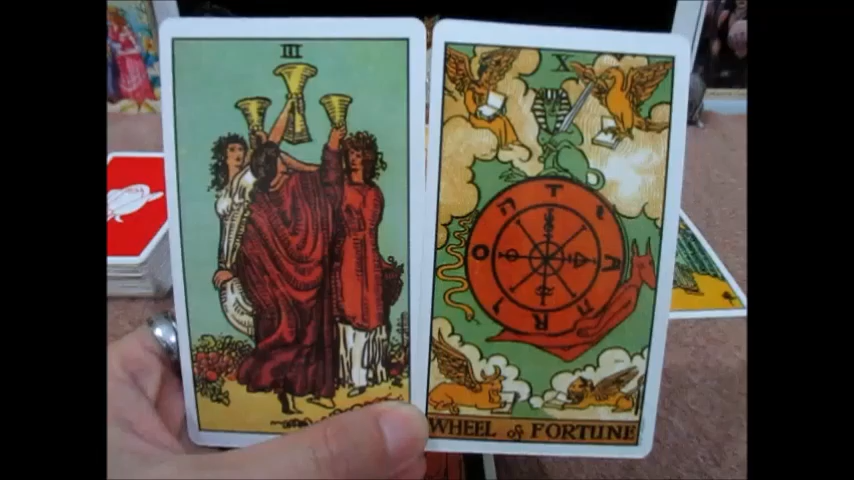 III
X
T
ה י
O A
ו ה
R
WHEEL of FORTUNE